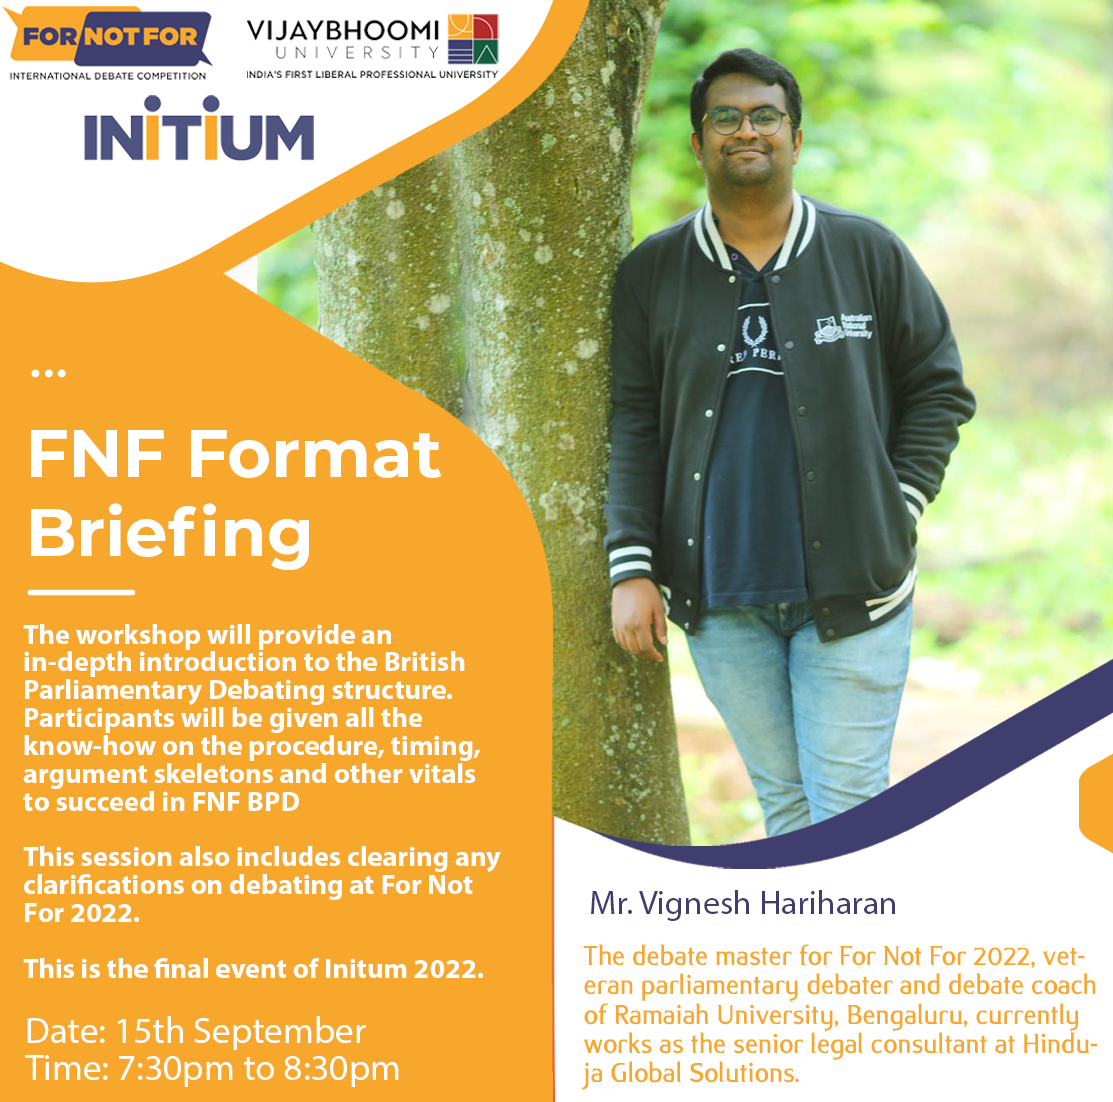 FOR NOT FOR
INTERNATIONAL DEBATE COMPETITION
VIJAYBHOOMI
UNIVERSITY
INDIA'S FIRST LIBERAL PROFESSIONAL UNIVERSITY
INiTiUM
Australian
National
University
...
FNF Format
Briefing
The workshop will provide an
in-depth introduction to the British
Parliamentary Debating structure.
Participants will be given all the
know-how on the procedure, timing,
argument skeletons and other vitals
to succeed in FNF BPD
This session also includes clearing any
clarifications on debating at For Not
For 2022.
This is the final event of Initum 2022.
Date: 15th September
Time: 7:30pm to 8:30pm
Mr. Vignesh Hariharan
The debate master for For Not For 2022, vet-
eran parliamentary debater and debate coach
of Ramaiah University, Bengaluru, currently
works as the senior legal consultant at Hindu-
ja Global Solutions.